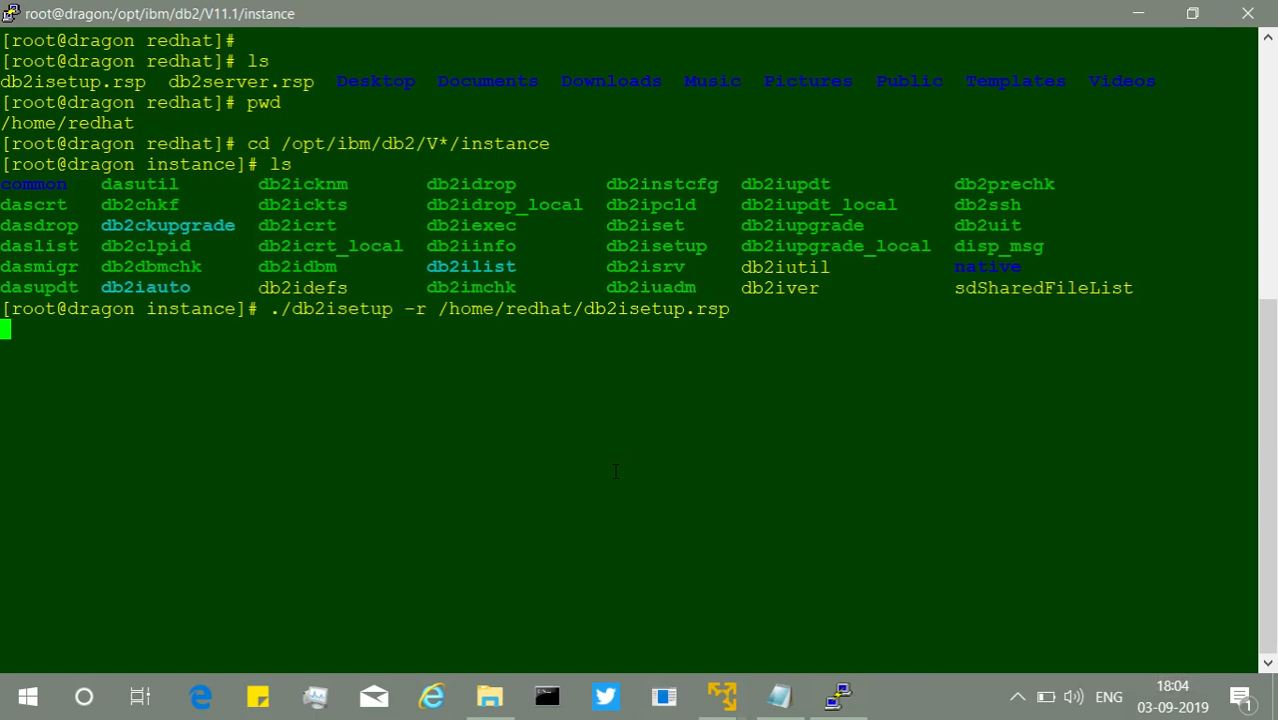 root@dragon:/opt/ibm/db2/V11.1/instance
[root@dragon redhat]#
[root@dragon redhat]# ls
db2isetup.rsp db2server.rsp Desktop Documents Downloads Music Pictures Public Templates Videos
[root@dragon redhat]# pwd
/home/redhat
[root@dragon redhat]# cd /opt/ibm/db2/V*/instance
[root@dragon instance]# ls
common dasutil db2icknm db2idrop db2instcfg db2iupdt db2prechk
dascrt db2chkf db2ickts db2idrop_local db2ipcld db2iupdt_local db2ssh
dasdrop db2ckupgrade db2icrt db2iexec db2iset db2iupgrade db2uit
daslist db2clpid db2icrt_local db2iinfo db2isetup db2iupgrade_local disp_msg
dasmigr db2dbmchk db2idbm db2ilist db2isrv db2iutil native
dasupdt db2iauto db2idefs db2imchk db2iuadm db2iver sdSharedFileList
[root@dragon instance]# ./db2isetup -r /home/redhat/db2isetup.rsp
ENG
18:04
03-09-2019
1